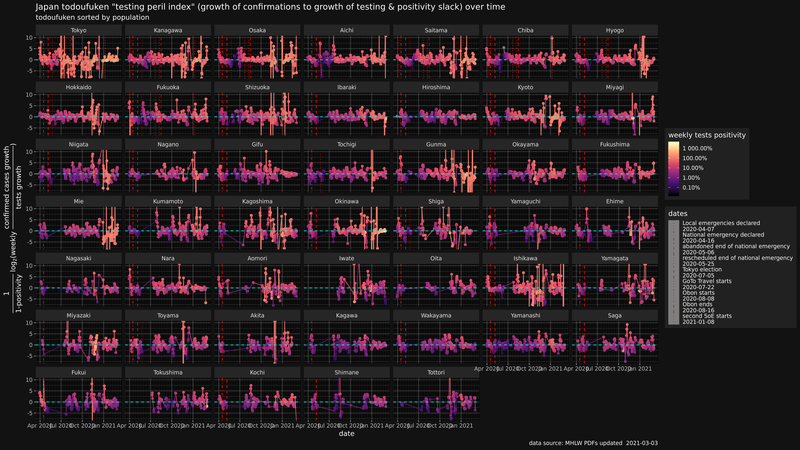 Japan todoufuken "testing peril index" (growth of confirmations to growth of testing & positivity slack) over time
todoufuken sorted by population
Tokyo Kanagawa Osaka Aichi Saitama Chiba Hyogo
Hokkaido Fukuoka Shizuoka Ibaraki Hiroshima Kyoto Miyagi
Niigata Nagano Gifu Tochigi Gunma Okayama Fukushima
Mie Kumamoto Kagoshima Okinawa Shiga Yamaguchi Ehime
Nagasaki Nara Aomori Iwate Oita Ishikawa Yamagata
Miyazaki Toyama Akita Kagawa Wakayama Yamanashi Saga
Fukui Tokushima Kochi Shimane Tottori
10
5
0
-5
date
weekly tests positivity
1 000.00%
100.00%
10.00%
1.00%
0.10%
dates
Local emergencies declared
2020-04-07
National emergency declared
2020-04-16
abandoned end of national emergency
2020-05-06
rescheduled end of national emergency
2020-05-25
Tokyo election
2020-07-05
GoTo Travel starts
2020-07-22
Obon starts
2020-08-08
Obon ends
2020-08-16
second SoE starts
2021-01-08
data source: MHLW PDFs updated 2021-03-03